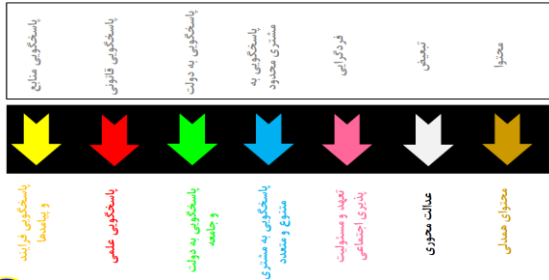 محتوا
تبعیض
فردگرایی
پاسخگویی به
مشتری محدود
پاسخگویی به دولت
پاسخگویی قانونی
پاسخگویی منابع
محتوای همدلی
عدالت محوری
تعهد و مسئولیت
پذیری اجتماعی
پاسخگویی به مشتری
متنوع و متعدد
پاسخگویی به دولت
و جامعه
پاسخگویی علمی
پاسخگویی فرایند
و پیامدها